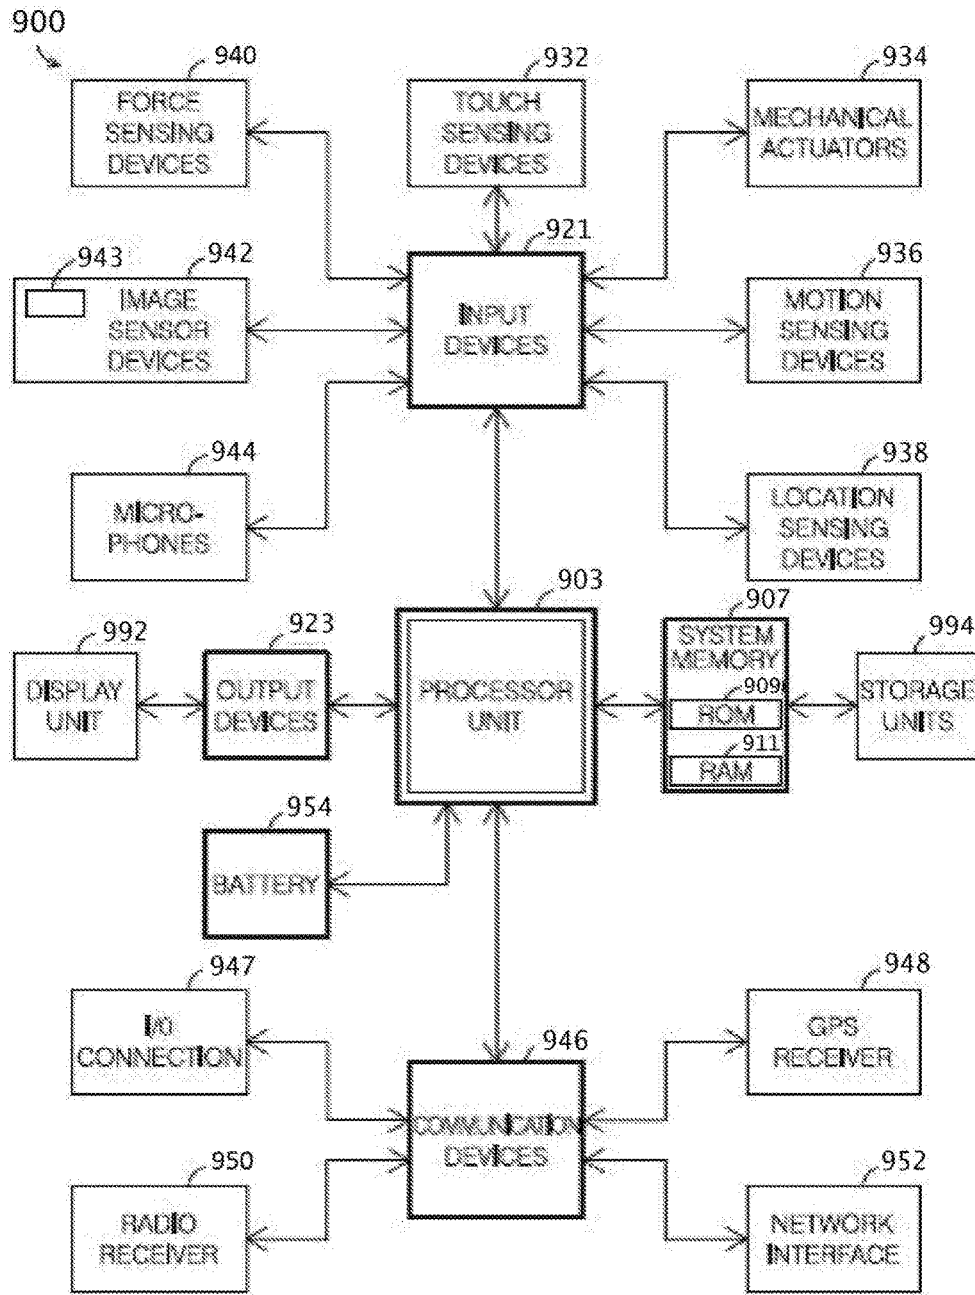 900
940
932
934
FORCE
SENSING
DEVICES
TOUCH
SENSING
DEVICES
MECHANICAL
ACTUATORS
943
942
921
936
IMAGE
SENSOR
DEVICES
INPUT
DEVICES
MOTION
SENSING
DEVICES
944
938
MICRO-
PHONES
LOCATION
SENSING
DEVICES
992
923
903
907
994
DISPLAY
UNIT
OUTPUT
DEVICES
PROCESSOR
UNIT
SYSTEM
MEMORY
909
ROM
911
RAM
STORAGE
UNITS
954
BATTERY
947
946
948
I/O
CONNECTION
GPS
RECEIVER
COMMUNICATION
DEVICES
950
952
RADIO
RECEIVER
NETWORK
INTERFACE